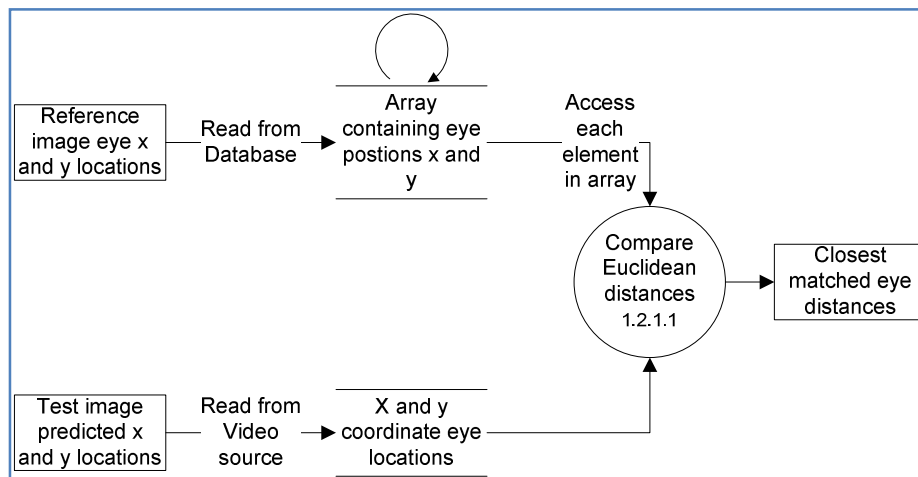 Reference
image eye x
and y locations
Read from
Database
Array
containing eye
postions x and
y
Access
each
element
in array
Compare
Euclidean
distances
1.2.1.1
Closest
matched eye
distances
Test image
predicted x
and y locations
Read from
Video
source
X and y
coordinate eye
locations